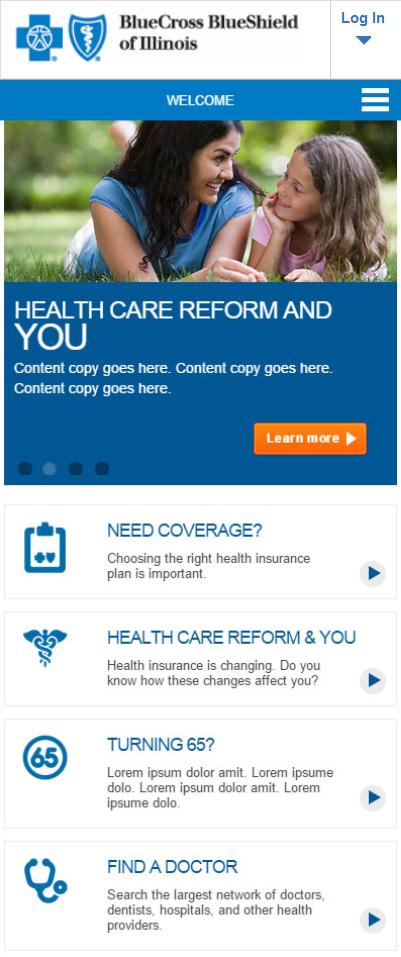 BlueCross BlueShield
of Illinois
Log In
WELCOME
HEALTH CARE REFORM AND
YOU
Content copy goes here. Content copy goes here.
Content copy goes here.
Learn more
NEED COVERAGE?
Choosing the right health insurance
plan is important.
HEALTH CARE REFORM & YOU
Health insurance is changing. Do you
know how these changes affect you?
65
TURNING 65?
Lorem ipsum dolor amit. Lorem ipsume
dolo. Lorem ipsum dolor amit. Lorem
ipsume dolo.
FIND A DOCTOR
Search the largest network of doctors,
dentists, hospitals, and other health
providers.